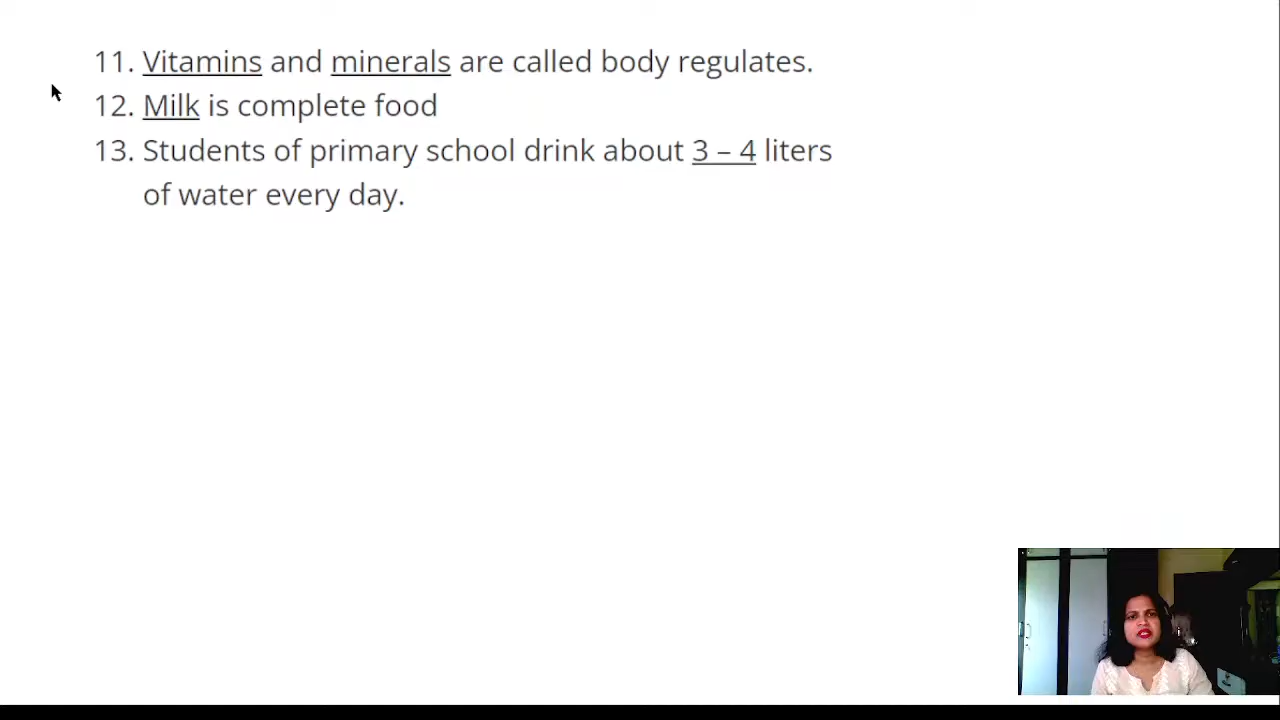 11. Vitamins and minerals are called body regulates.
12. Milk is complete food
13. Students of primary school drink about 3 – 4 liters
of water every day.